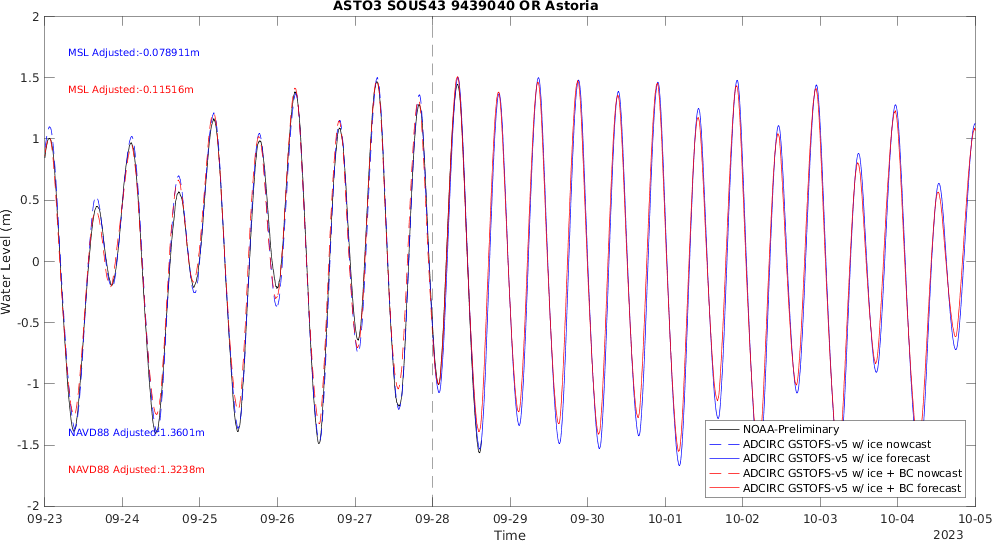 ASTO3 SOUS43 9439040 OR Astoria
2
1.5
1
0.5
0
-0.5
-1
-1.5
-2
Water Level (m)
MSL Adjusted:-0.078911m
MSL Adjusted:-0.11516m
NAVD88 Adjusted:1.3601m
NAVD88 Adjusted:1.3238m
NOAA-Preliminary
ADCIRC GSTOFS-v5 w/ ice nowcast
ADCIRC GSTOFS-v5 w/ ice forecast
ADCIRC GSTOFS-v5 w/ ice + BC nowcast
ADCIRC GSTOFS-v5 w/ ice + BC forecast
09-23 09-24 09-25 09-26 09-27 09-28 09-29 09-30 10-01 10-02 10-03 10-04 10-05
Time
2023